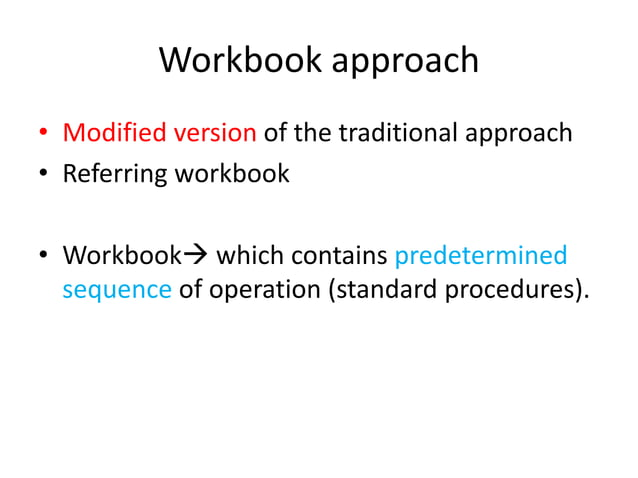 Workbook approach
• Modified version of the traditional approach
• Referring workbook
• Workbook→ which contains predetermined
sequence of operation (standard procedures).